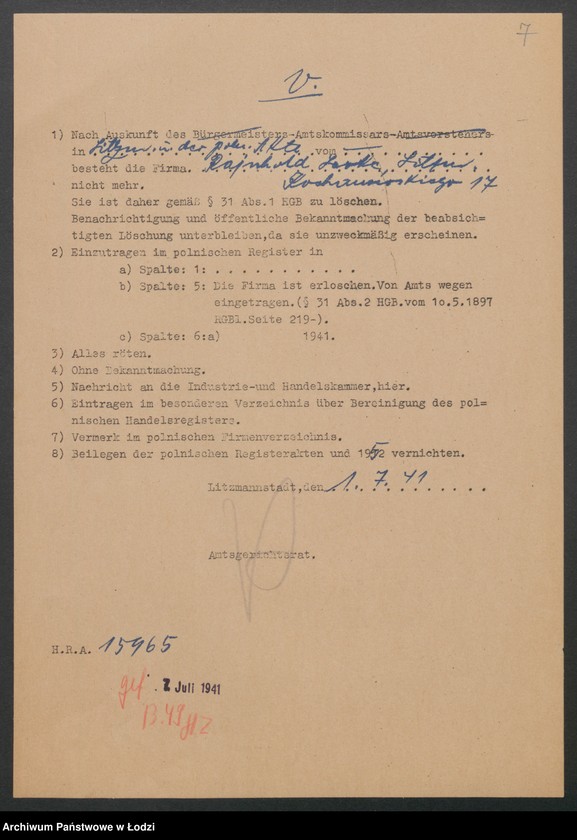 7
V.
1) Nach Auskunft des Bürgermeisters-Amtskommissars-Amtsvorstehers
in Litzm. u. der poln. Akte vom
besteht die Firma. Rajnhold Litzm.
nicht mehr. Kochanowskiego 17
Sie ist daher gemäß § 31 Abs.1 HGB zu löschen.
Benachrichtigung und öffentliche Bekanntmachung der beabsich=
tigten Löschung unterbleiben,da sie unzweckmäßig erscheinen.
2) Einzutragen im polnischen Register in
a) Spalte: 1: . . . . . . . . . . . .
b) Spalte: 5: Die Firma ist erloschen.Von Amts wegen
eingetragen.(§ 31 Abs.2 HGB.vom 1o.5.1897
RGBl.Seite 219-).
c) Spalte: 6:a) 1941.
3) Alles röten.
4) Ohne Bekanntmachung.
5) Nachricht an die Industrie-und Handelskammer,hier.
6) Eintragen im besonderen Verzeichnis über Bereinigung des pol=
nischen Handelsregisters.
7) Vermerk im polnischen Firmenverzeichnis.
8) Beilegen der polnischen Registerakten und 1952 vernichten.
Litzmannstadt,den 1. 7. 41
Amtsgerichtsrat.
H.R.A. 15965
gef. 2. Juli 1941
B.49
Archiwum Państwowe w Łodzi